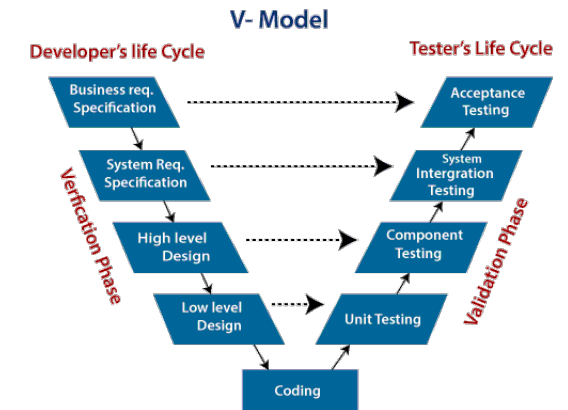 V- Model
Developer's life Cycle
Tester's Life Cycle
Business req.
Specification
Acceptance
Testing
System Req.
Specification
System
Intergration
Testing
Verfication Phase
High level
Design
Component
Testing
Validation Phase
Low level
Design
Unit Testing
Coding